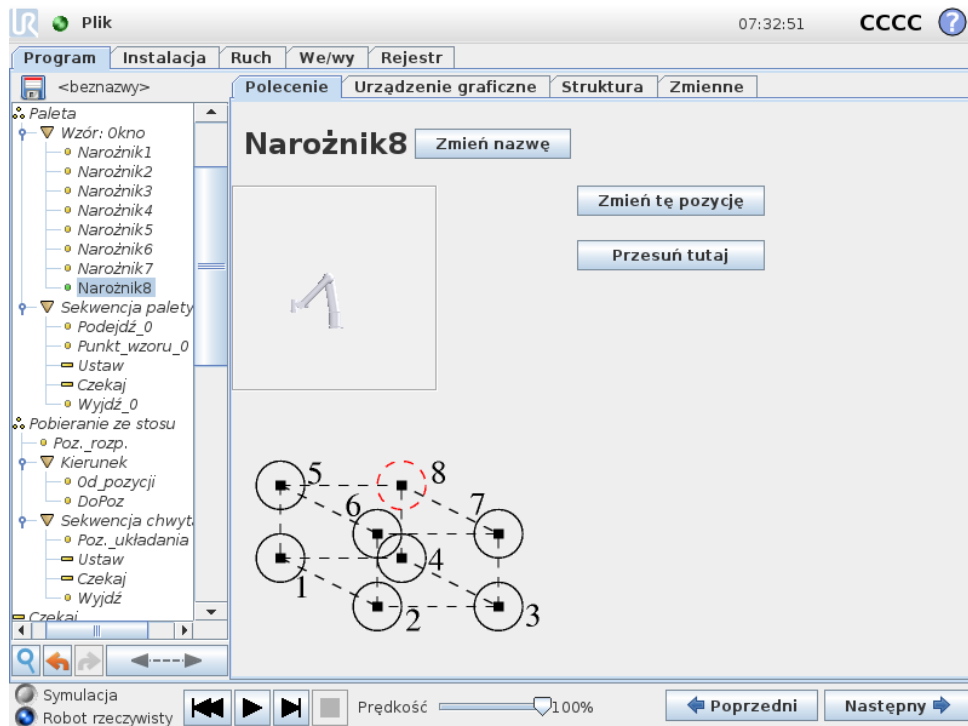 UR Plik 07:32:51 CCCC ?
Program Instalacja Ruch We/wy Rejestr
<beznazwy>
Polecenie Urządzenie graficzne Struktura Zmienne
Paleta
Wzór: Okno
Narożnik1
Narożnik2
Narożnik3
Narożnik4
Narożnik5
Narożnik6
Narożnik7
Narożnik8
Sekwencja palety
Podejdź_0
Punkt_wzoru_0
Ustaw
Czekaj
Wyjdź_0
Pobieranie ze stosu
Poz._rozp.
Kierunek
Od_pozycji
DoPoz
Sekwencja chwyt
Poz._układania
Ustaw
Czekaj
Wyjdź
Czekaj
Narożnik8 Zmień nazwę
Zmień tę pozycję
Przesuń tutaj
5 8
6 7
1 4
2 3
Symulacja
Robot rzeczywisty
Prędkość 100%
Poprzedni Następny